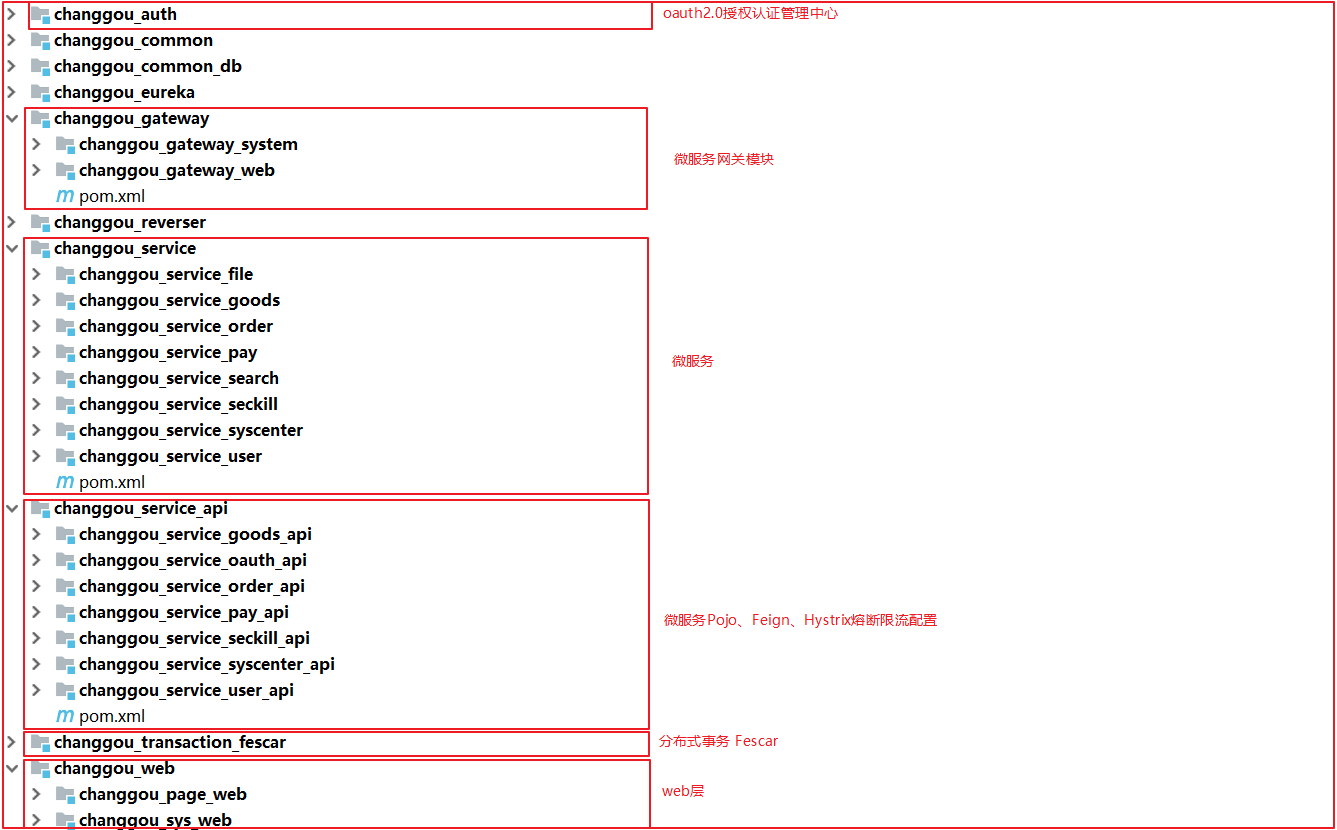 changgou_auth
oauth2.0授权认证管理中心
changgou_common
changgou_common_db
changgou_eureka
changgou_gateway
changgou_gateway_system
微服务网关模块
changgou_gateway_web
m pom.xml
changgou_reverser
changgou_service
changgou_service_file
changgou_service_goods
changgou_service_order
changgou_service_pay
微服务
changgou_service_search
changgou_service_seckill
changgou_service_syscenter
changgou_service_user
m pom.xml
changgou_service_api
changgou_service_goods_api
changgou_service_oauth_api
changgou_service_order_api
changgou_service_pay_api
微服务Pojo、Feign、Hystrix熔断限流配置
changgou_service_seckill_api
changgou_service_syscenter_api
changgou_service_user_api
m pom.xml
changgou_transaction_fescar
分布式事务 Fescar
changgou_web
web层
changgou_page_web
changgou_sys_web